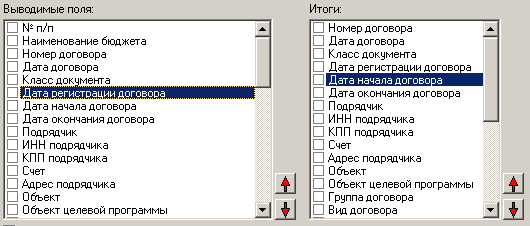 Выводимые поля:
№ п/п
Наименование бюджета
Номер договора
Дата договора
Класс документа
Дата регистрации договора
Дата начала договора
Дата окончания договора
Подрядчик
ИНН подрядчика
КПП подрядчика
Счет
Адрес подрядчика
Объект
Объект целевой программы
Итоги:
Номер договора
Дата договора
Класс документа
Дата регистрации договора
Дата начала договора
Дата окончания договора
Подрядчик
ИНН подрядчика
КПП подрядчика
Счет
Адрес подрядчика
Объект
Объект целевой программы
Группа договора
Вид договора